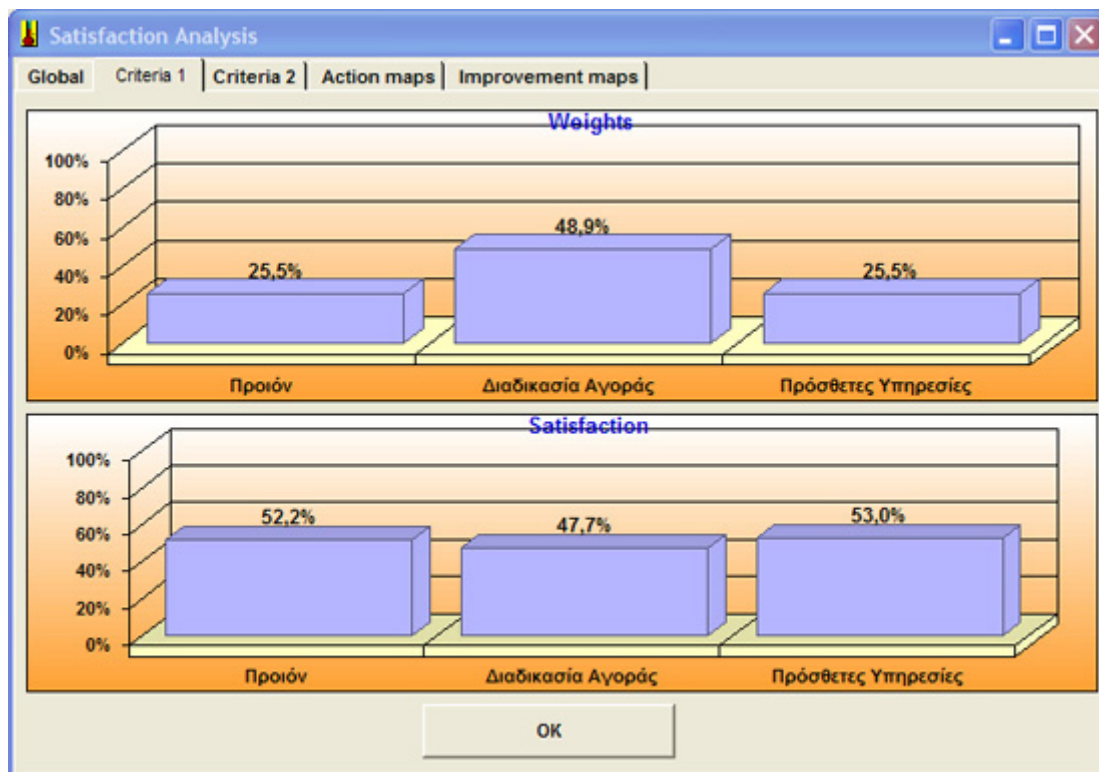 Satisfaction Analysis
Global Criteria 1 Criteria 2 Action maps Improvement maps
Weights
100%
80%
60%
40%
20%
0%
25,5%
48,9%
25,5%
Προιόν Διαδικασία Αγοράς Πρόσθετες Υπηρεσίες
Satisfaction
100%
80%
60%
40%
20%
0%
52,2%
47,7%
53,0%
Προιόν Διαδικασία Αγοράς Πρόσθετες Υπηρεσίες
OK